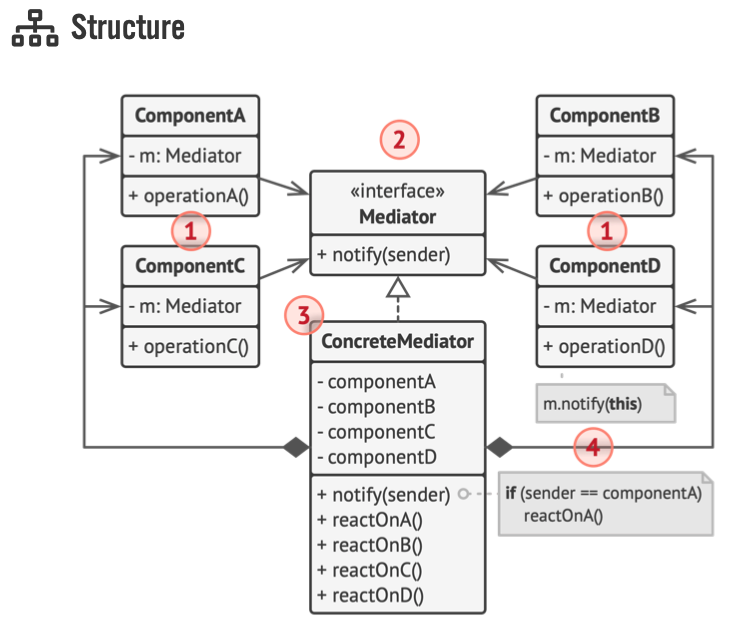 Structure
ComponentA
- m: Mediator
+ operationA()
1
ComponentC
- m: Mediator
+ operationC()
2
«interface»
Mediator
+ notify(sender)
ComponentB
- m: Mediator
+ operationB()
1
ComponentD
- m: Mediator
+ operationD()
m.notify(this)
3
ConcreteMediator
- componentA
- componentB
- componentC
- componentD
+ notify(sender)
+ reactOnA()
+ reactOnB()
+ reactOnC()
+ reactOnD()
4
if (sender == componentA)
reactOnA()